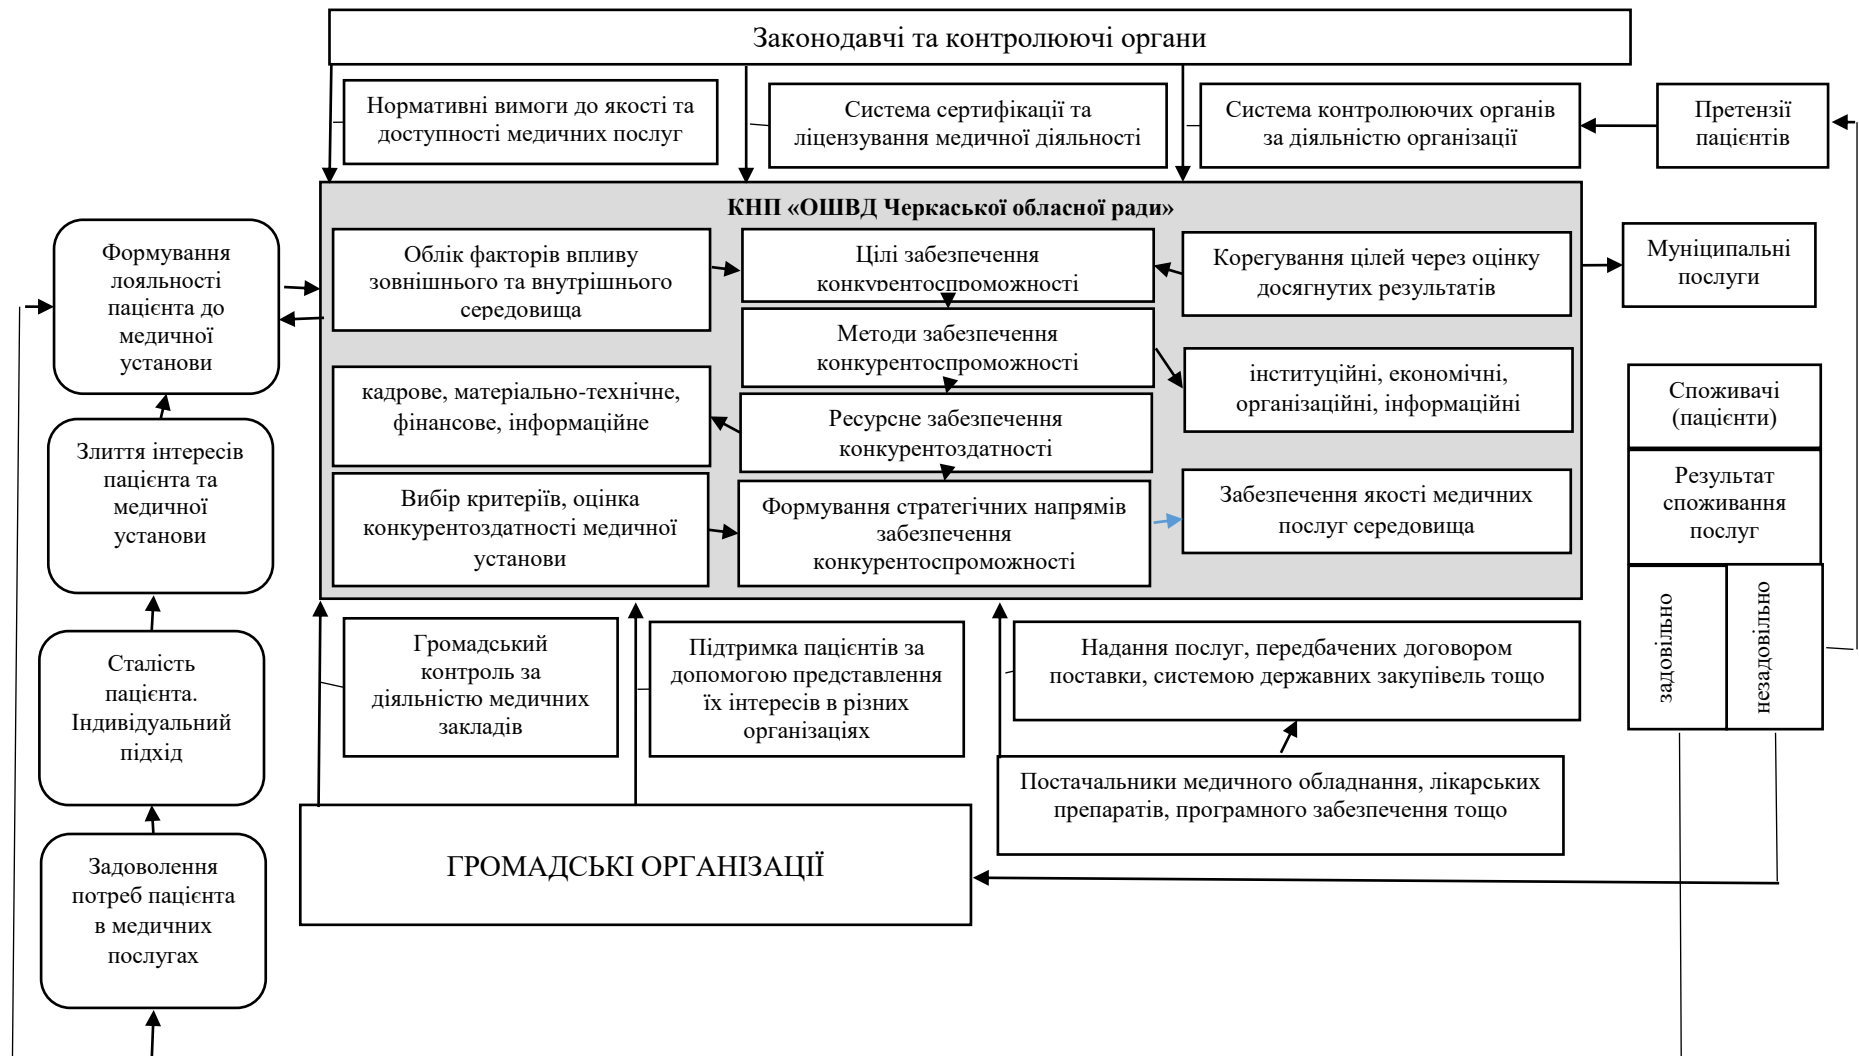 Законодавчі та контролюючі органи
Нормативні вимоги до якості та
доступності медичних послуг
Система сертифікації та
ліцензування медичної діяльності
Система контролюючих органів
за діяльністю організації
Претензії
пацієнтів
КНП «ОШВД Черкаської обласної ради»
Формування
лояльності
пацієнта до
медичної
установи
Облік факторів впливу
зовнішнього та внутрішнього
середовища
Цілі забезпечення
конкурентоспроможності
Корегування цілей через оцінку
досягнутих результатів
Муніципальні
послуги
Методи забезпечення
конкурентоспроможності
кадрове, матеріально-технічне,
фінансове, інформаційне
інституційні, економічні,
організаційні, інформаційні
Споживачі
(пацієнти)
Ресурсне забезпечення
конкурентоздатності
Злиття інтересів
пацієнта та
медичної
установи
Вибір критеріїв, оцінка
конкурентоздатності медичної
установи
Формування стратегічних напрямів
забезпечення
конкурентоспроможності
Забезпечення якості медичних
послуг середовища
Результат
споживання
послуг
задовільно
незадовільно
Сталість
пацієнта.
Індивідуальний
підхід
Громадський
контроль за
діяльністю медичних
закладів
Підтримка пацієнтів за
допомогою представлення
їх інтересів в різних
організаціях
Надання послуг, передбачених договором
поставки, системою державних закупівель тощо
Постачальники медичного обладнання, лікарських
препаратів, програмного забезпечення тощо
ГРОМАДСЬКІ ОРГАНІЗАЦІЇ
Задоволення
потреб пацієнта
в медичних
послугах